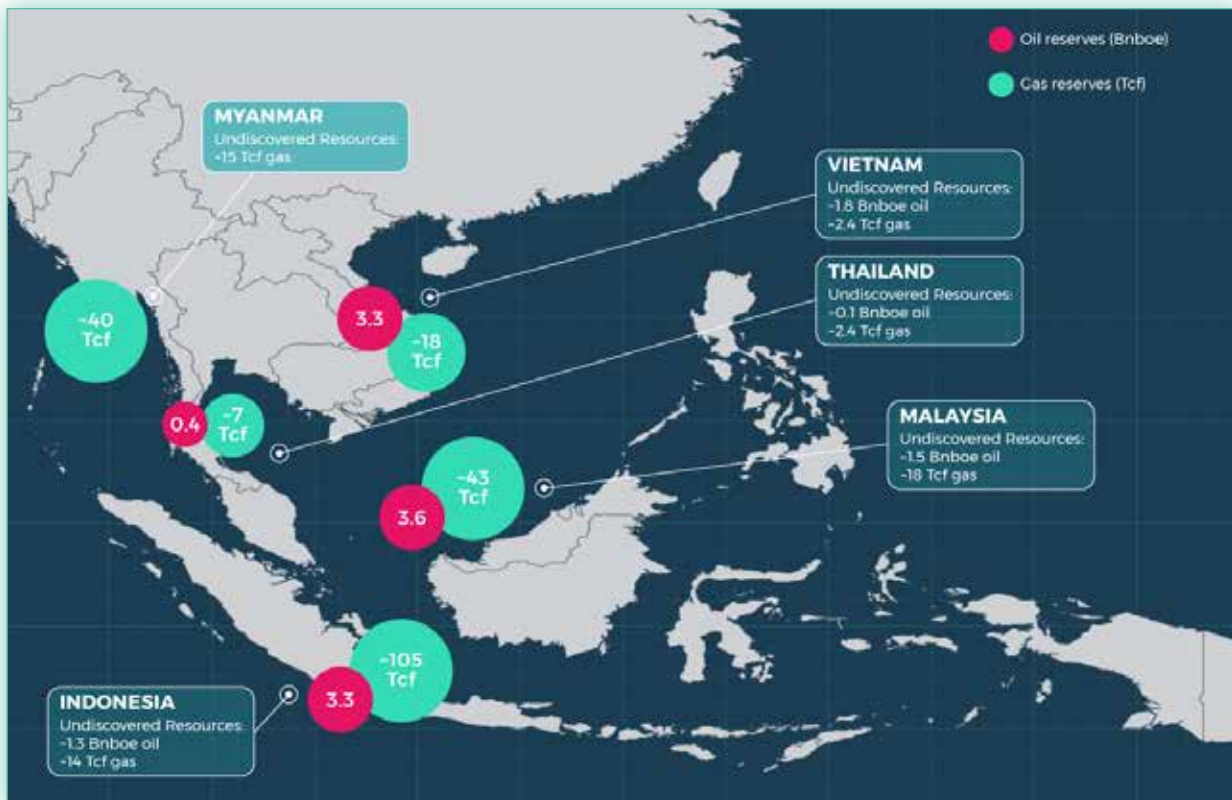 Oil reserves (Bnboe)
Gas reserves (Tcf)
MYANMAR
Undiscovered Resources:
~15 Tcf gas
VIETNAM
Undiscovered Resources:
~1.8 Bnboe oil
~2.4 Tcf gas
THAILAND
Undiscovered Resources:
~0.1 Bnboe oil
~2.4 Tcf gas
~40
Tcf
3.3
~18
Tcf
0.4
~7
Tcf
MALAYSIA
Undiscovered Resources:
~1.5 Bnboe oil
~18 Tcf gas
~43
Tcf
3.6
~105
Tcf
3.3
INDONESIA
Undiscovered Resources:
~1.3 Bnboe oil
~14 Tcf gas